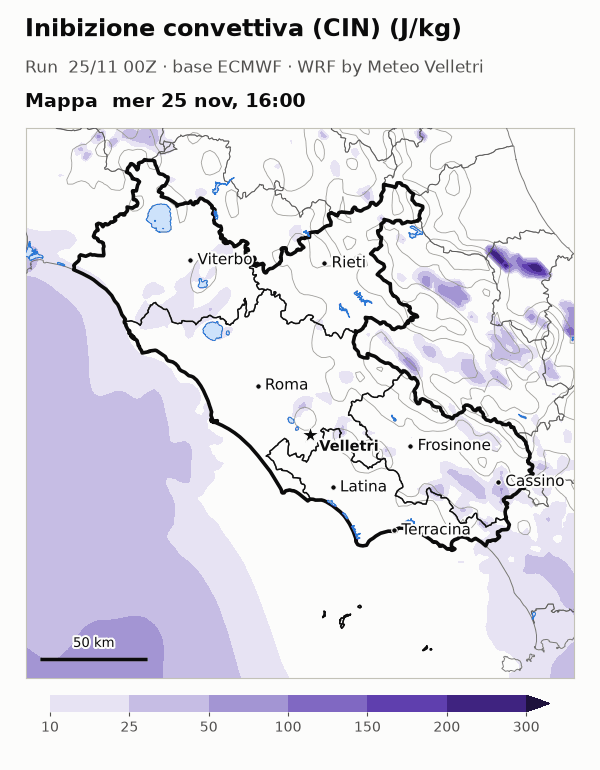 Inibizione convettiva (CIN) (J/kg)
Run  25/11 00Z · base ECMWF · WRF by Meteo Velletri
Mappa  mer 25 nov, 16:00
Viterbo
Rieti
Roma
Velletri
Frosinone
Cassino
Latina
Terracina
50 km
10 25 50 100 150 200 300